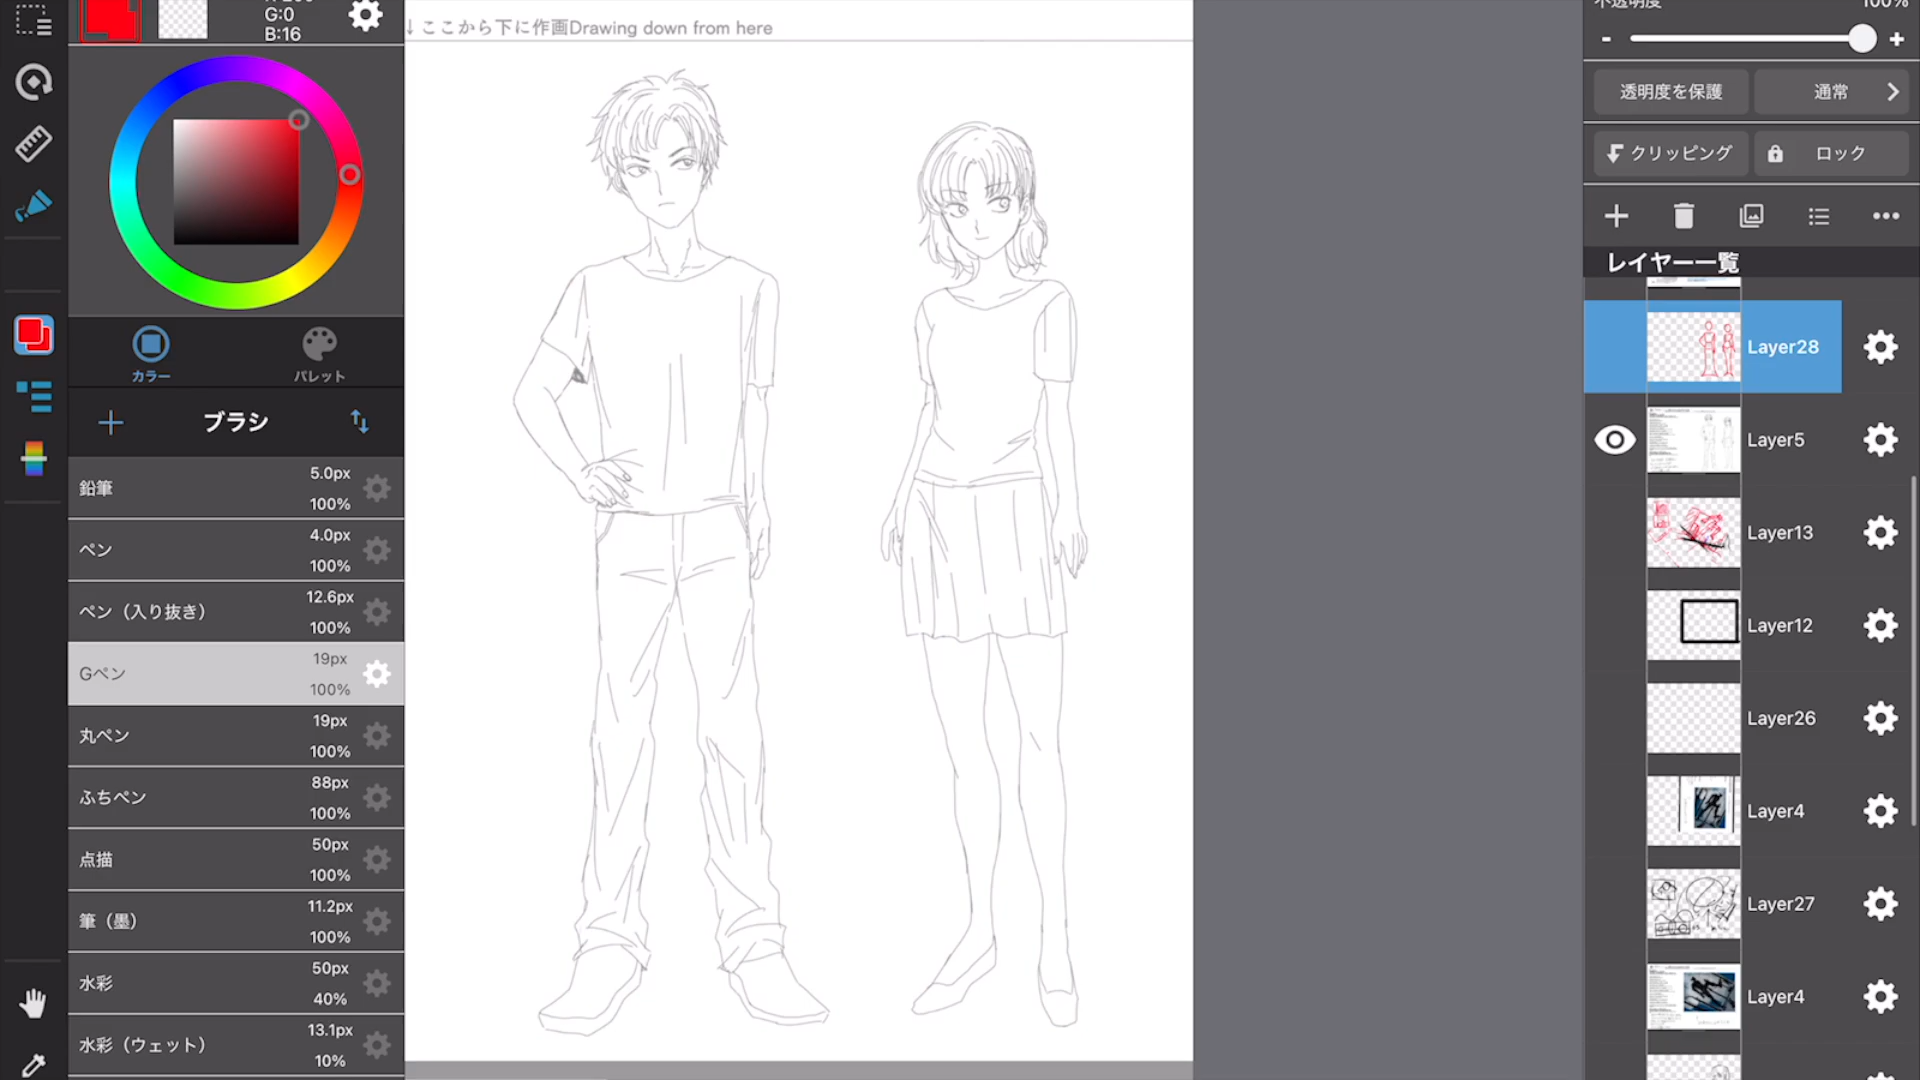 G:0
B:16
↓ここから下に作画Drawing down from here
カラー
パレット
ブラシ
鉛筆
5.0px
100%
ペン
4.0px
100%
ペン（入り抜き）
12.6px
100%
Gペン
19px
100%
丸ペン
19px
100%
ふちペン
88px
100%
点描
50px
100%
筆（墨）
11.2px
100%
水彩
50px
40%
水彩（ウェット）
13.1px
10%
不透明度
100%
透明度を保護
通常
クリッピング
ロック
レイヤー一覧
Layer28
Layer5
Layer13
Layer12
Layer26
Layer4
Layer27
Layer4